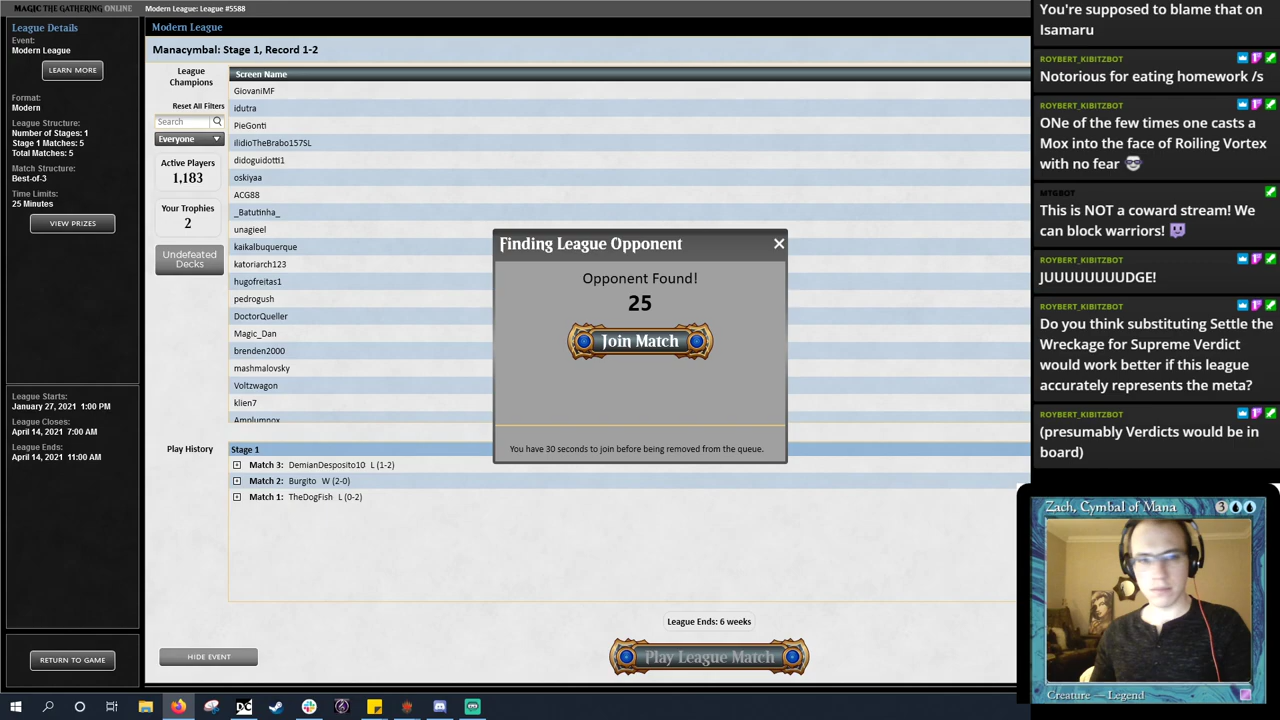 MAGIC THE GATHERING ONLINE
Modern League: League #5588
League Details
Event:
Modern League
LEARN MORE
Format:
Modern
League Structure:
Number of Stages: 1
Stage 1 Matches: 5
Total Matches: 5
Match Structure:
Best-of-3
Time Limits:
25 Minutes
VIEW PRIZES
League Starts:
January 27, 2021 1:00 PM
League Closes:
April 14, 2021 7:00 AM
League Ends:
April 14, 2021 11:00 AM
RETURN TO GAME
Modern League
Manacymbal: Stage 1, Record 1-2
League
Champions
Reset All Filters
Search
Everyone
Active Players
1,183
Your Trophies
2
Undefeated
Decks
Screen Name
GiovaniMF
idutra
PieGonti
ilidioTheBrabo157SL
didoguidotti1
oskiyaa
ACG88
_Batutinha_
unagieel
kaikalbuquerque
katoriarch123
hugofreitas1
pedrogush
DoctorQueller
Magic_Dan
brenden2000
mashmalovsky
Voltzwagon
klien7
Amplumnox
Finding League Opponent
Opponent Found!
25
Join Match
You have 30 seconds to join before being removed from the queue.
Play History
Stage 1
Match 3: DemianDesposito10 L (1-2)
Match 2: Burgito W (2-0)
Match 1: TheDogFish L (0-2)
League Ends: 6 weeks
HIDE EVENT
Play League Match
You're supposed to blame that on
Isamaru
ROYBERT_KIBITZBOT
Notorious for eating homework /s
ROYBERT_KIBITZBOT
ONe of the few times one casts a
Mox into the face of Roiling Vortex
with no fear
MTGBOT
This is NOT a coward stream! We
can block warriors!
ROYBERT_KIBITZBOT
JUUUUUUUDGE!
ROYBERT_KIBITZBOT
Do you think substituting Settle the
Wreckage for Supreme Verdict
would work better if this league
accurately represents the meta?
ROYBERT_KIBITZBOT
(presumably Verdicts would be in
board)
Zach, Cymbal of Mana
3
Creature — Legend